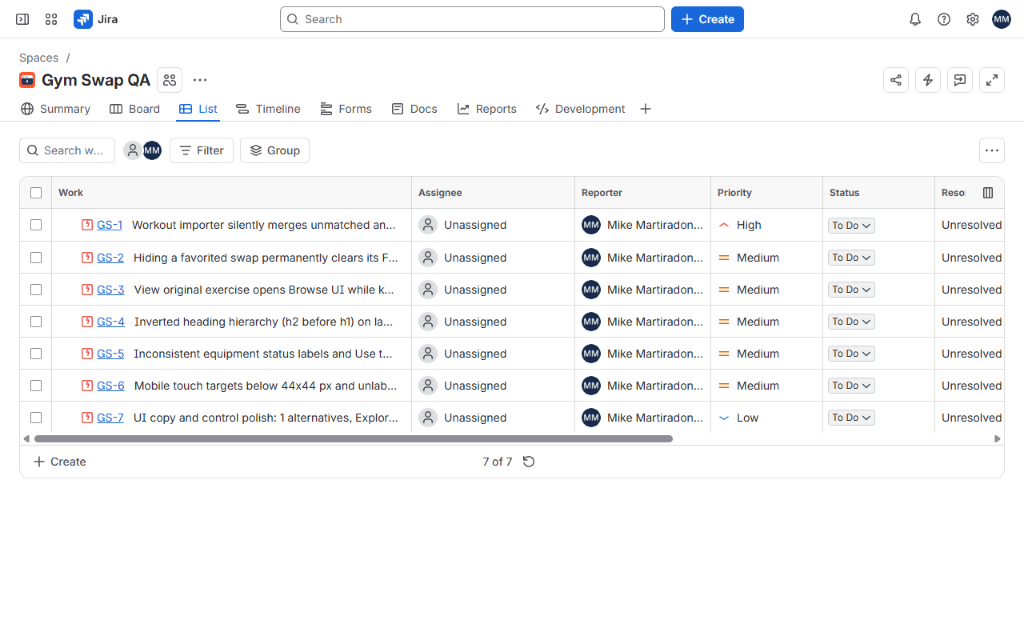 Jira
Search
Create
MM
Spaces /
Gym Swap QA
Summary Board List Timeline Forms Docs Reports Development
Search w... MM Filter Group
Work Assignee Reporter Priority Status Reso
GS-1 Workout importer silently merges unmatched an... Unassigned MM Mike Martiradon... High To Do Unresolved
GS-2 Hiding a favorited swap permanently clears its F... Unassigned MM Mike Martiradon... Medium To Do Unresolved
GS-3 View original exercise opens Browse UI while k... Unassigned MM Mike Martiradon... Medium To Do Unresolved
GS-4 Inverted heading hierarchy (h2 before h1) on la... Unassigned MM Mike Martiradon... Medium To Do Unresolved
GS-5 Inconsistent equipment status labels and Use t... Unassigned MM Mike Martiradon... Medium To Do Unresolved
GS-6 Mobile touch targets below 44x44 px and unlab... Unassigned MM Mike Martiradon... Medium To Do Unresolved
GS-7 UI copy and control polish: 1 alternatives, Explor... Unassigned MM Mike Martiradon... Low To Do Unresolved
Create 7 of 7